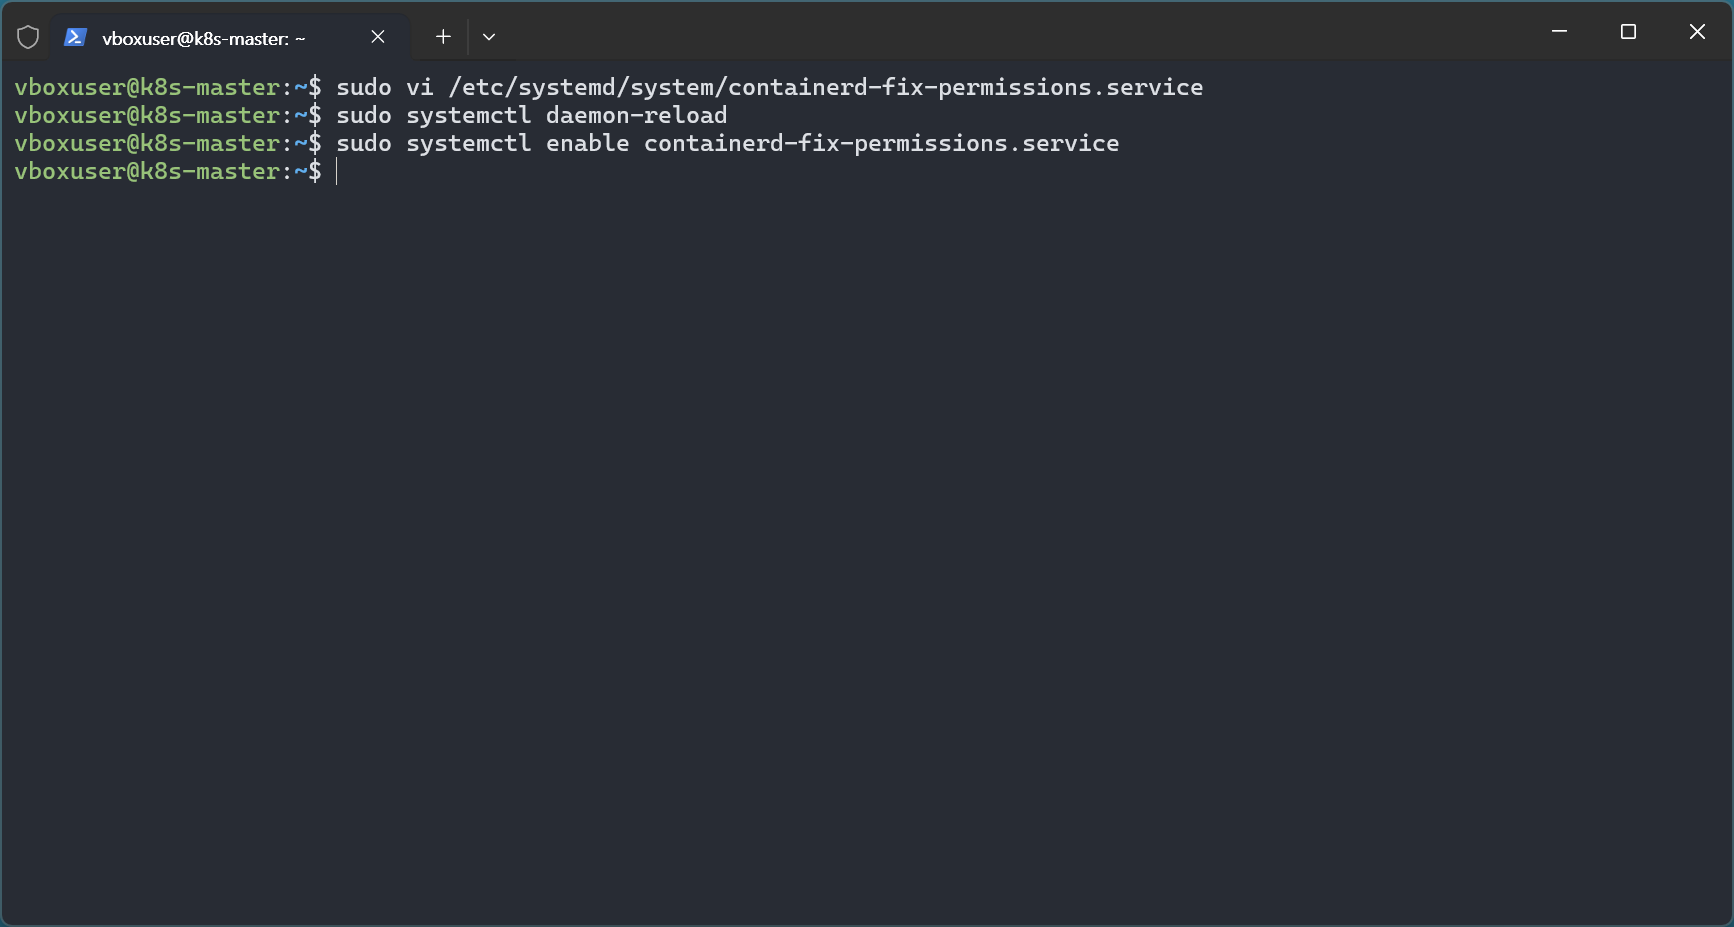 vboxuser@k8s-master: ~
vboxuser@k8s-master:~$ sudo vi /etc/systemd/system/containerd-fix-permissions.service
vboxuser@k8s-master:~$ sudo systemctl daemon-reload
vboxuser@k8s-master:~$ sudo systemctl enable containerd-fix-permissions.service
vboxuser@k8s-master:~$